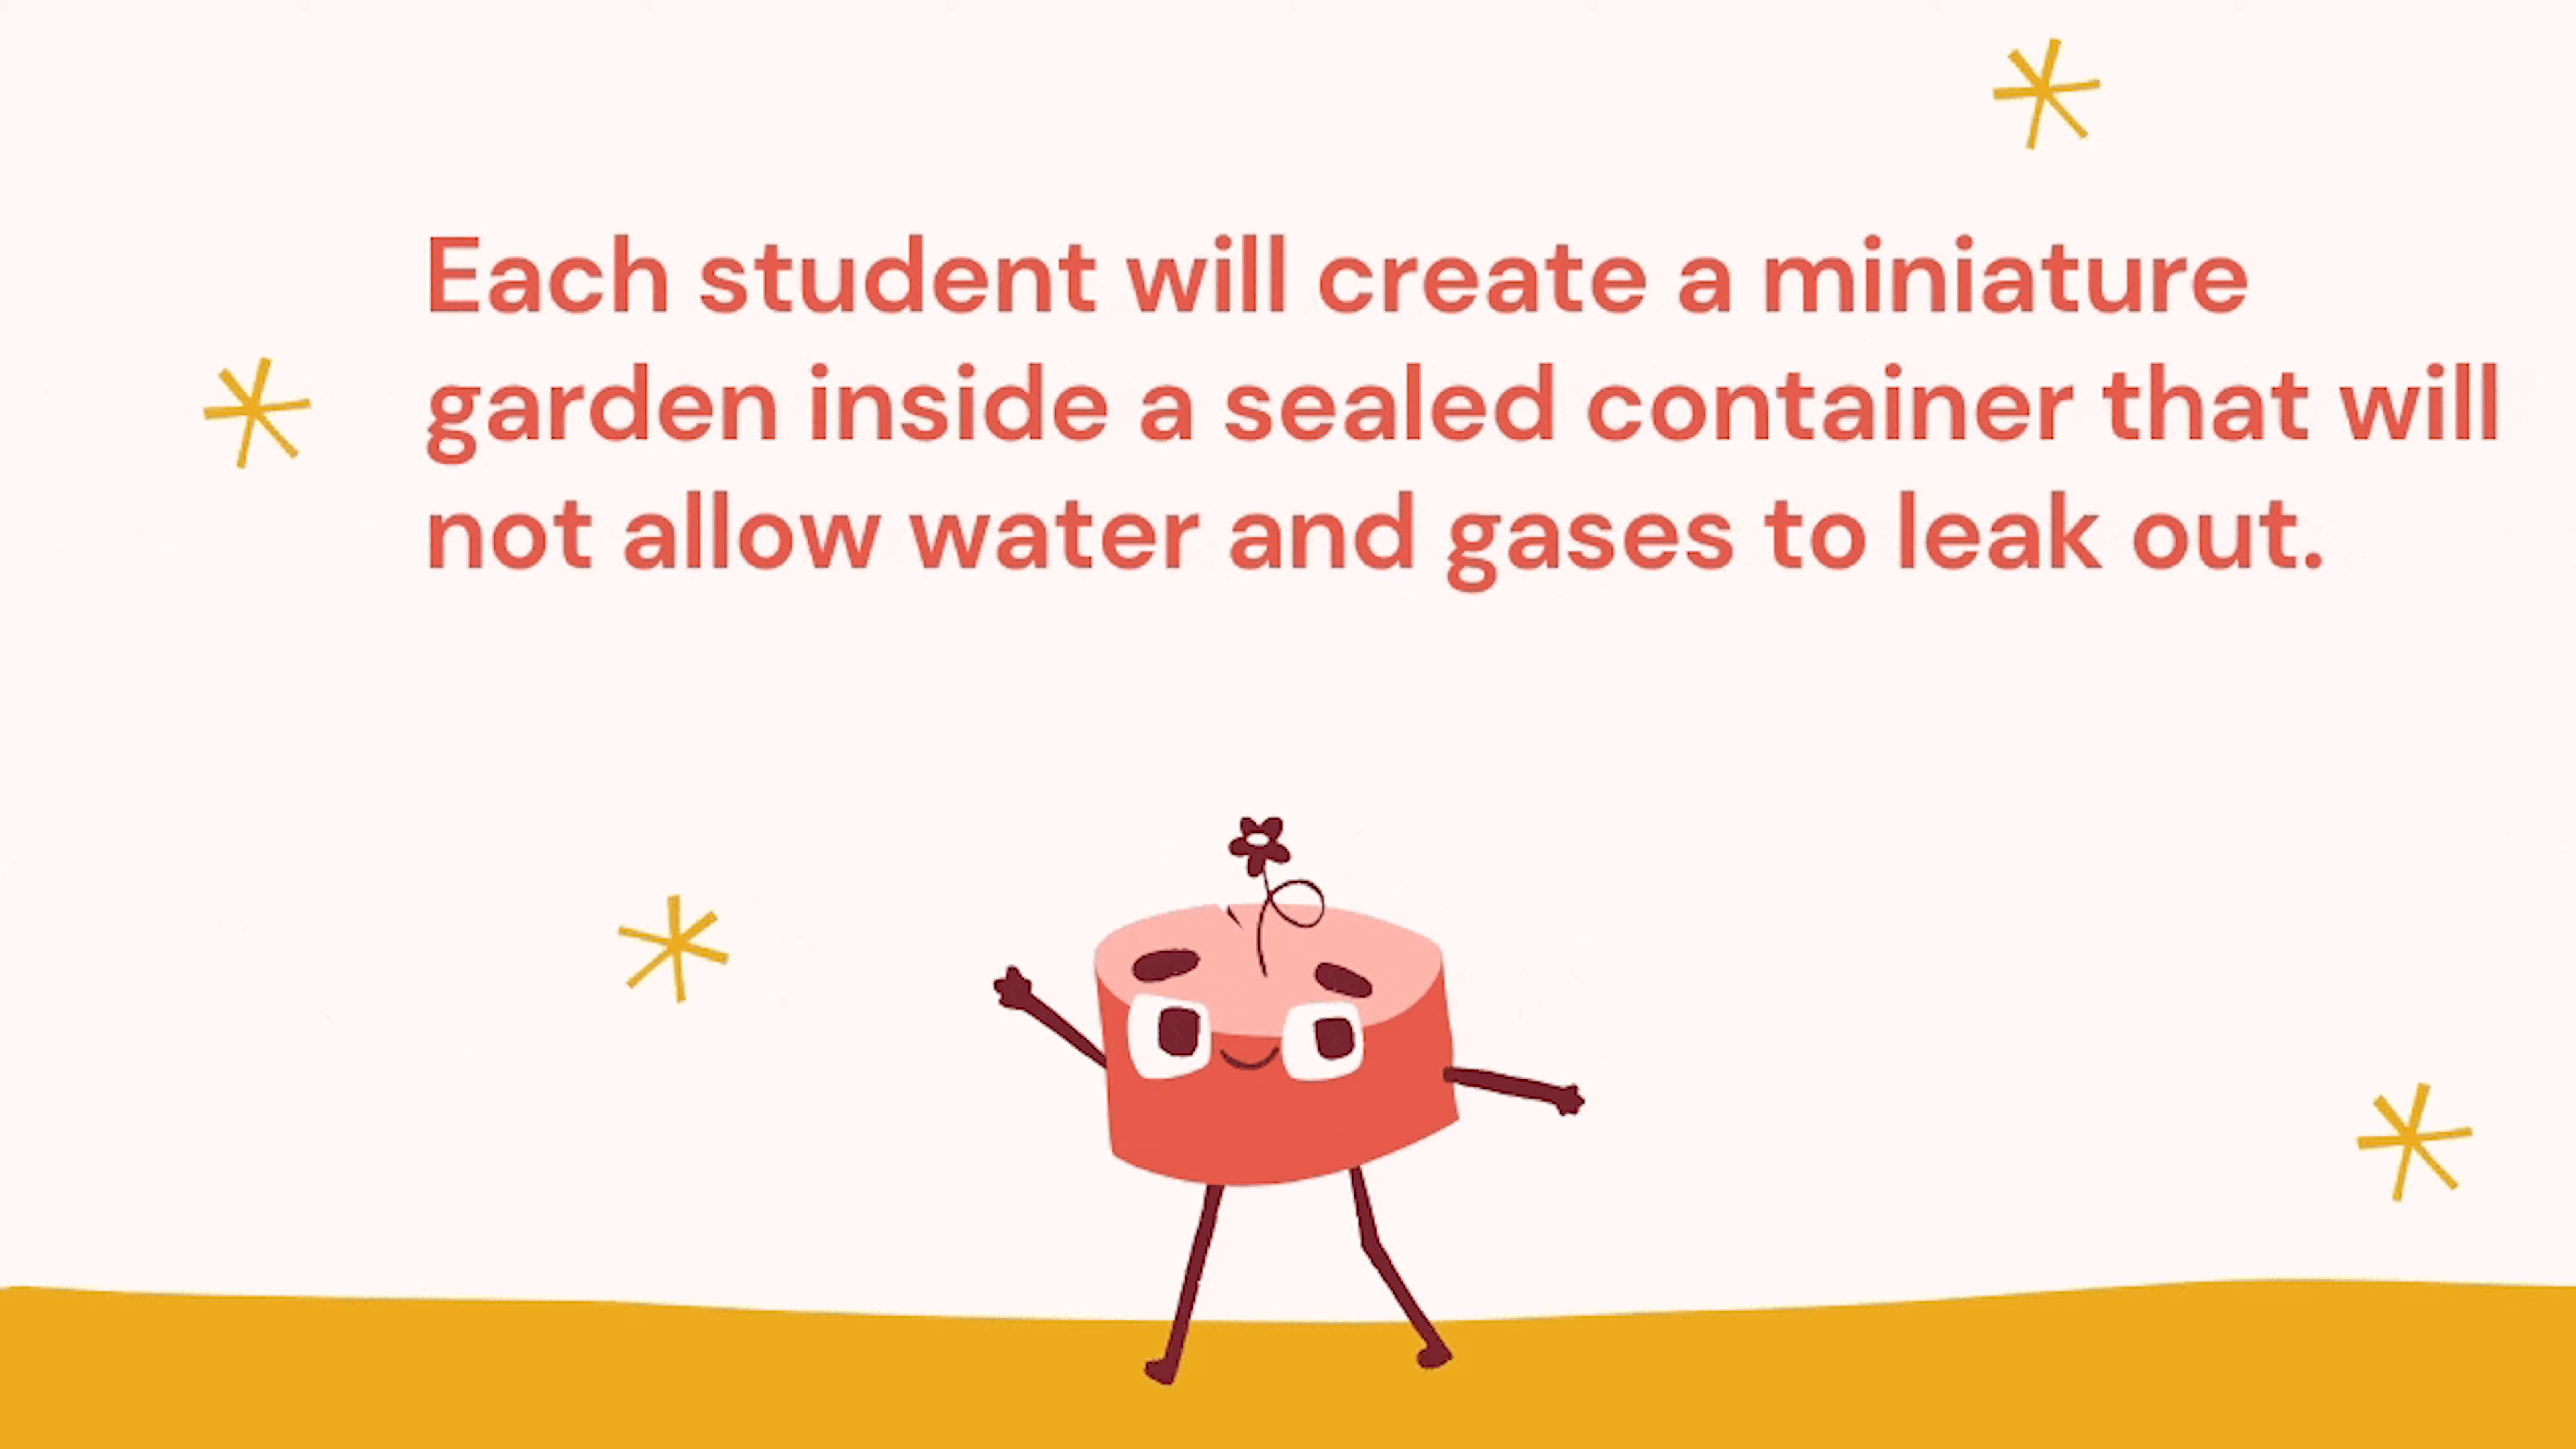 Each student will create a miniature
garden inside a sealed container that will
not allow water and gases to leak out.